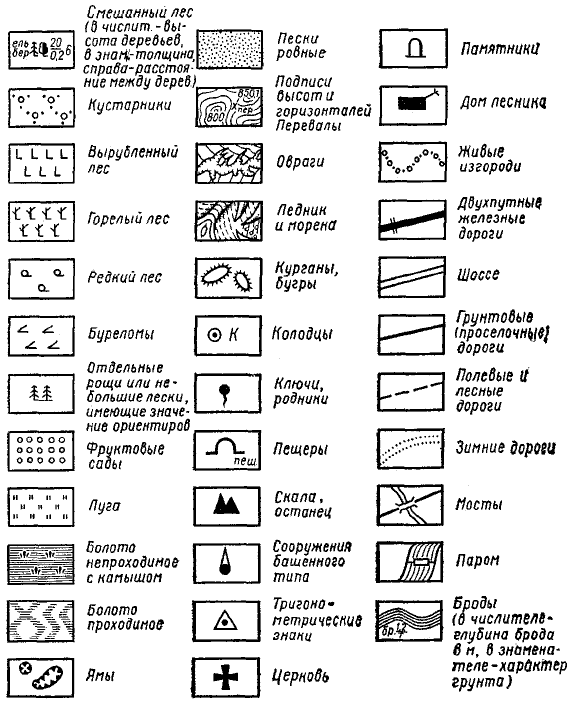 Смешанный лес
(в числит.-вы-
сота деревьев,
в знам-толщина,
справа-расстоя-
ние между дерев)
ель
бер
20
0,2
6
Кустарники
Вырубленный
лес
Горелый лес
Редкий лес
Буреломы
Отдельные
рощи или не-
большие лески,
имеющие значе-
ние ориентиров
Фруктовые
сады
Луга
Болото
непроходимое
с камышом
Болото
проходимое
Ямы
Пески
ровные
850,1
800
пер.
Подписи
высот и
горизонталей
Перевалы
Овраги
Ледник
и морена
Курганы,
бугры
К
Колодцы
Ключи,
родники
пещ.
Пещеры
Скала,
останец
Сооружения
башенного
типа
Тригоно-
метрические
знаки
Церковь
Памятники
Дом лесника
Живые
изгороди
Двухпутные
железные
дороги
Шоссе
Грунтовые
(проселочные)
дороги
Полевые и
лесные
дороги
Зимние дороги
Мосты
Паром
бр.
Броды
(в числителе-
глубина брода
в м, в знамена-
теле-характер
грунта)